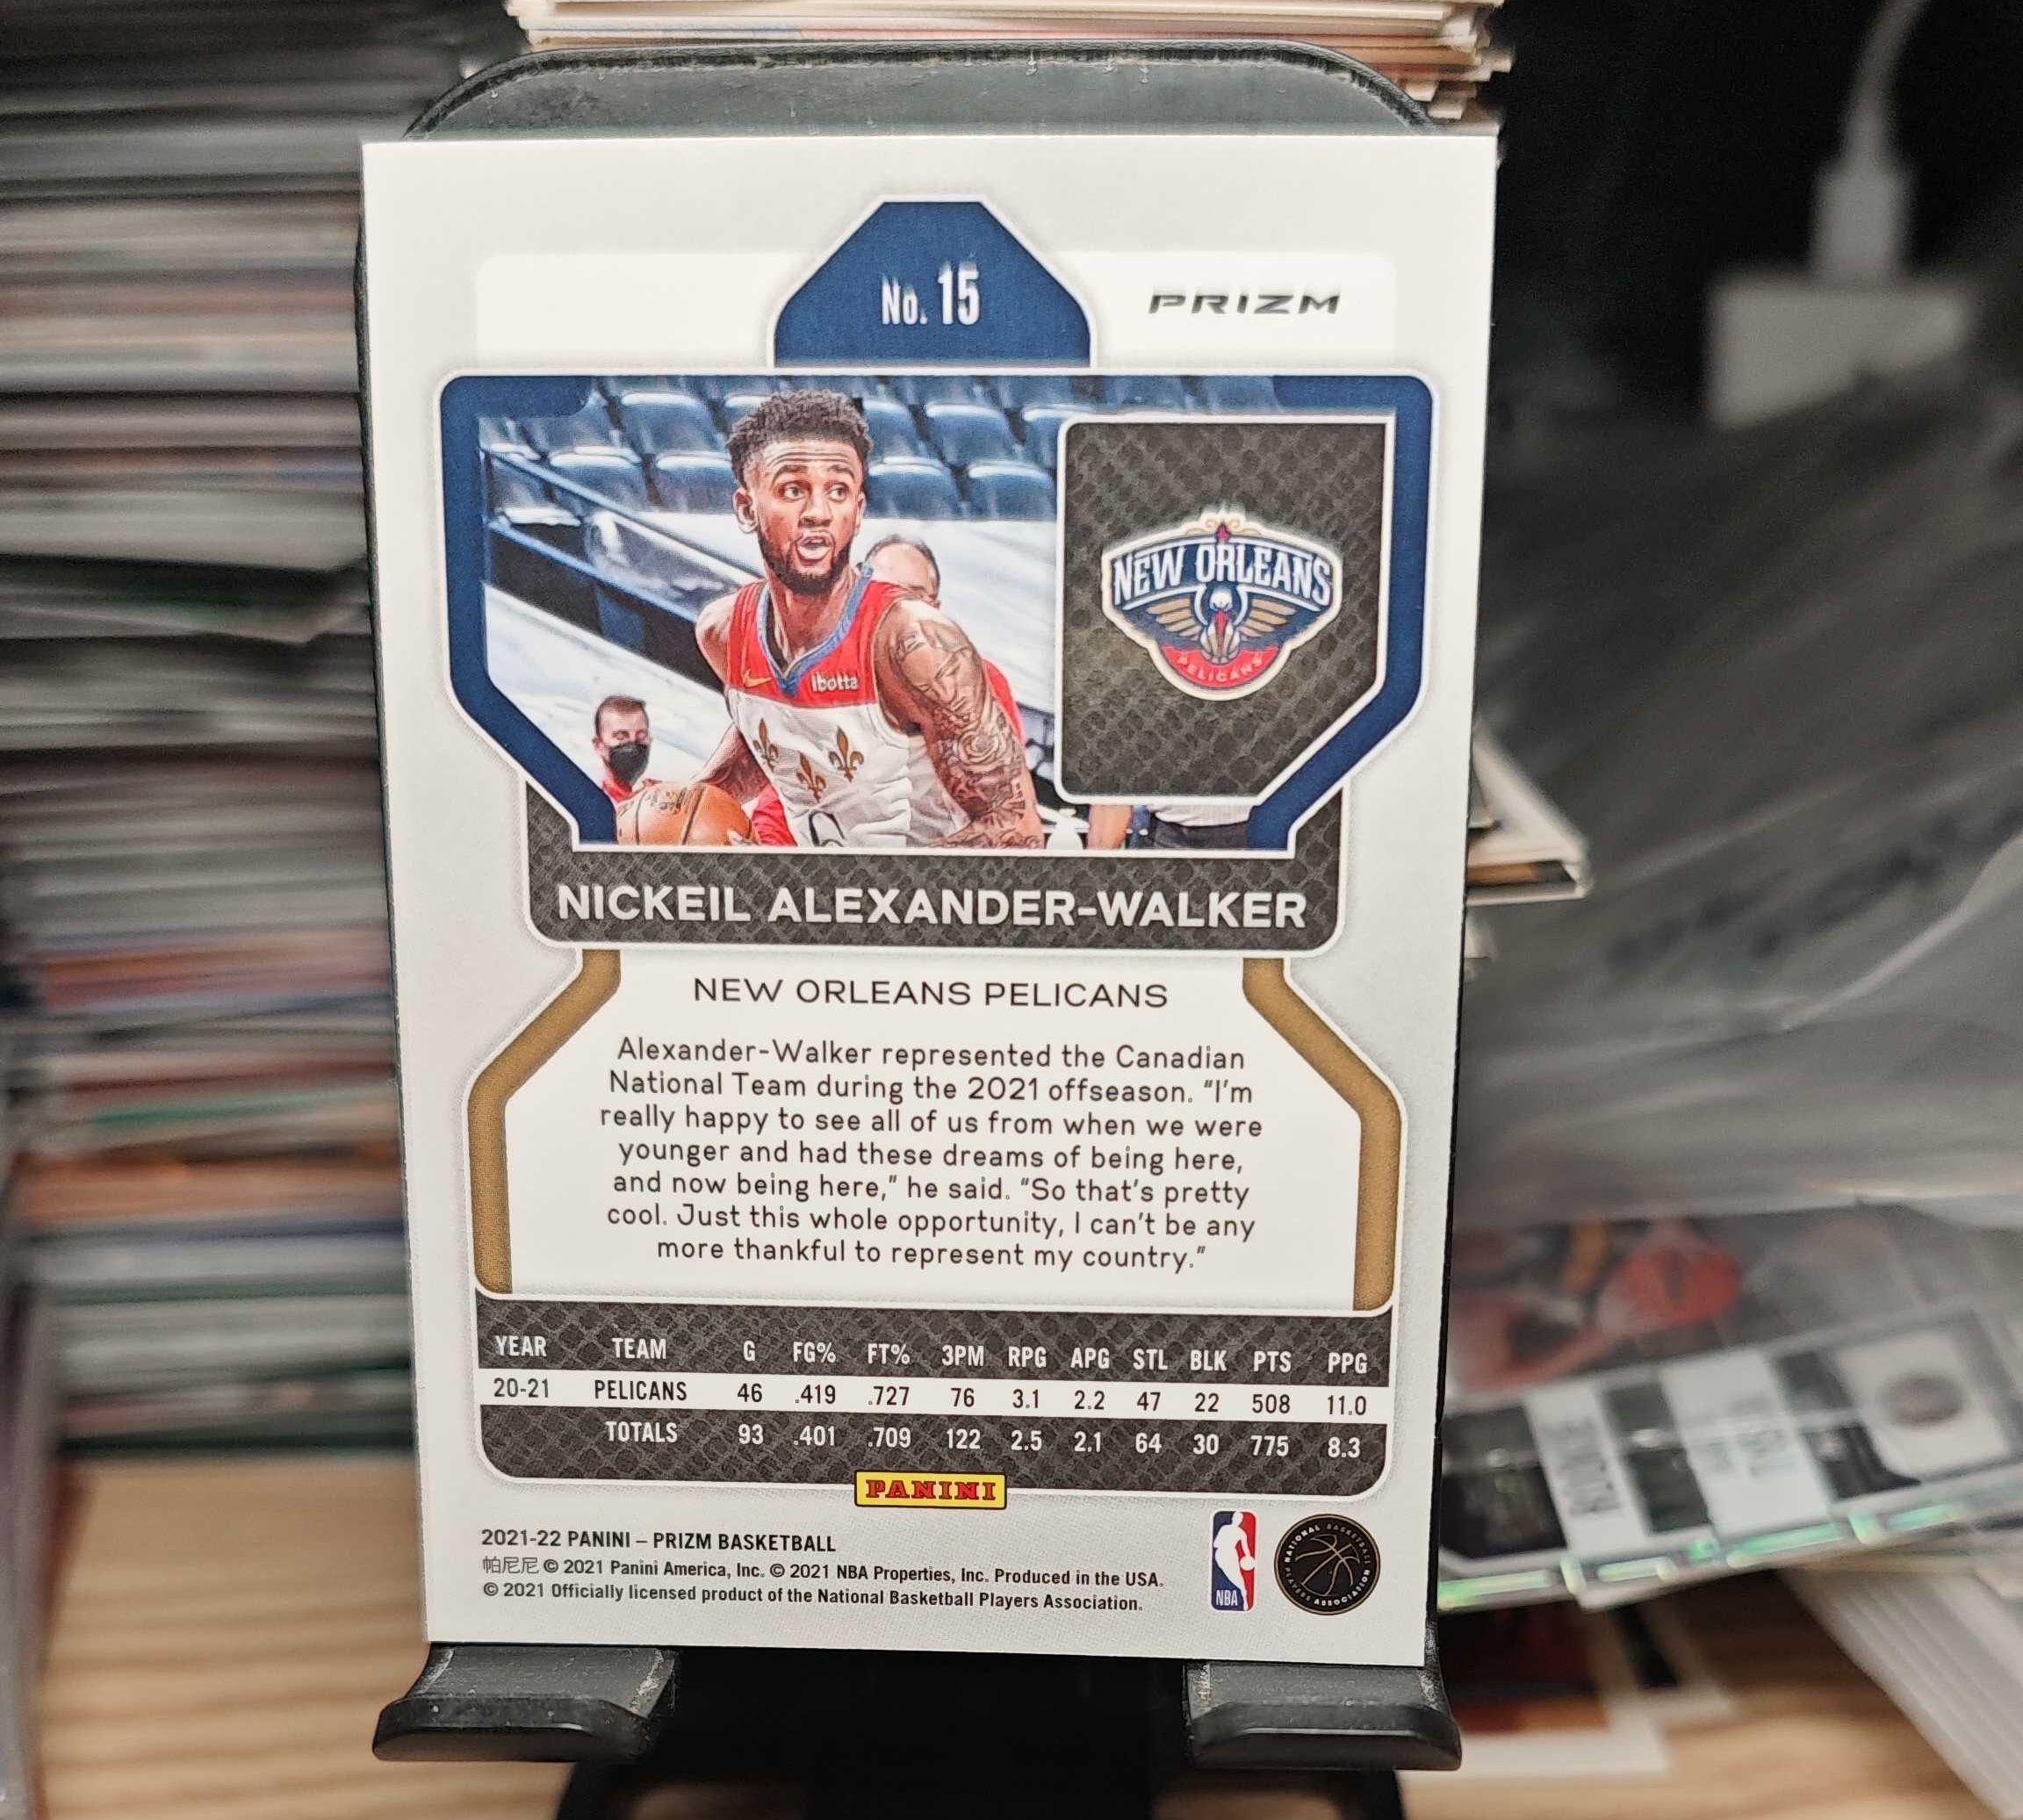 No. 15
PRIZM
NEW ORLEANS
PELICANS
ibotta
NICKEIL ALEXANDER-WALKER
NEW ORLEANS PELICANS
Alexander-Walker represented the Canadian
National Team during the 2021 offseason. "I'm
really happy to see all of us from when we were
younger and had these dreams of being here,
and now being here," he said. "So that's pretty
cool. Just this whole opportunity, I can't be any
more thankful to represent my country."
YEAR TEAM G FG% FT% 3PM RPG APG STL BLK PTS PPG
20-21 PELICANS 46 .419 .727 76 3.1 2.2 47 22 508 11.0
TOTALS 93 .401 .709 122 2.5 2.1 64 30 775 8.3
PANINI
2021-22 PANINI – PRIZM BASKETBALL
帕尼尼 © 2021 Panini America, Inc. © 2021 NBA Properties, Inc. Produced in the USA.
© 2021 Officially licensed product of the National Basketball Players Association.
NBA
NATIONAL BASKETBALL
PLAYERS ASSOCIATION